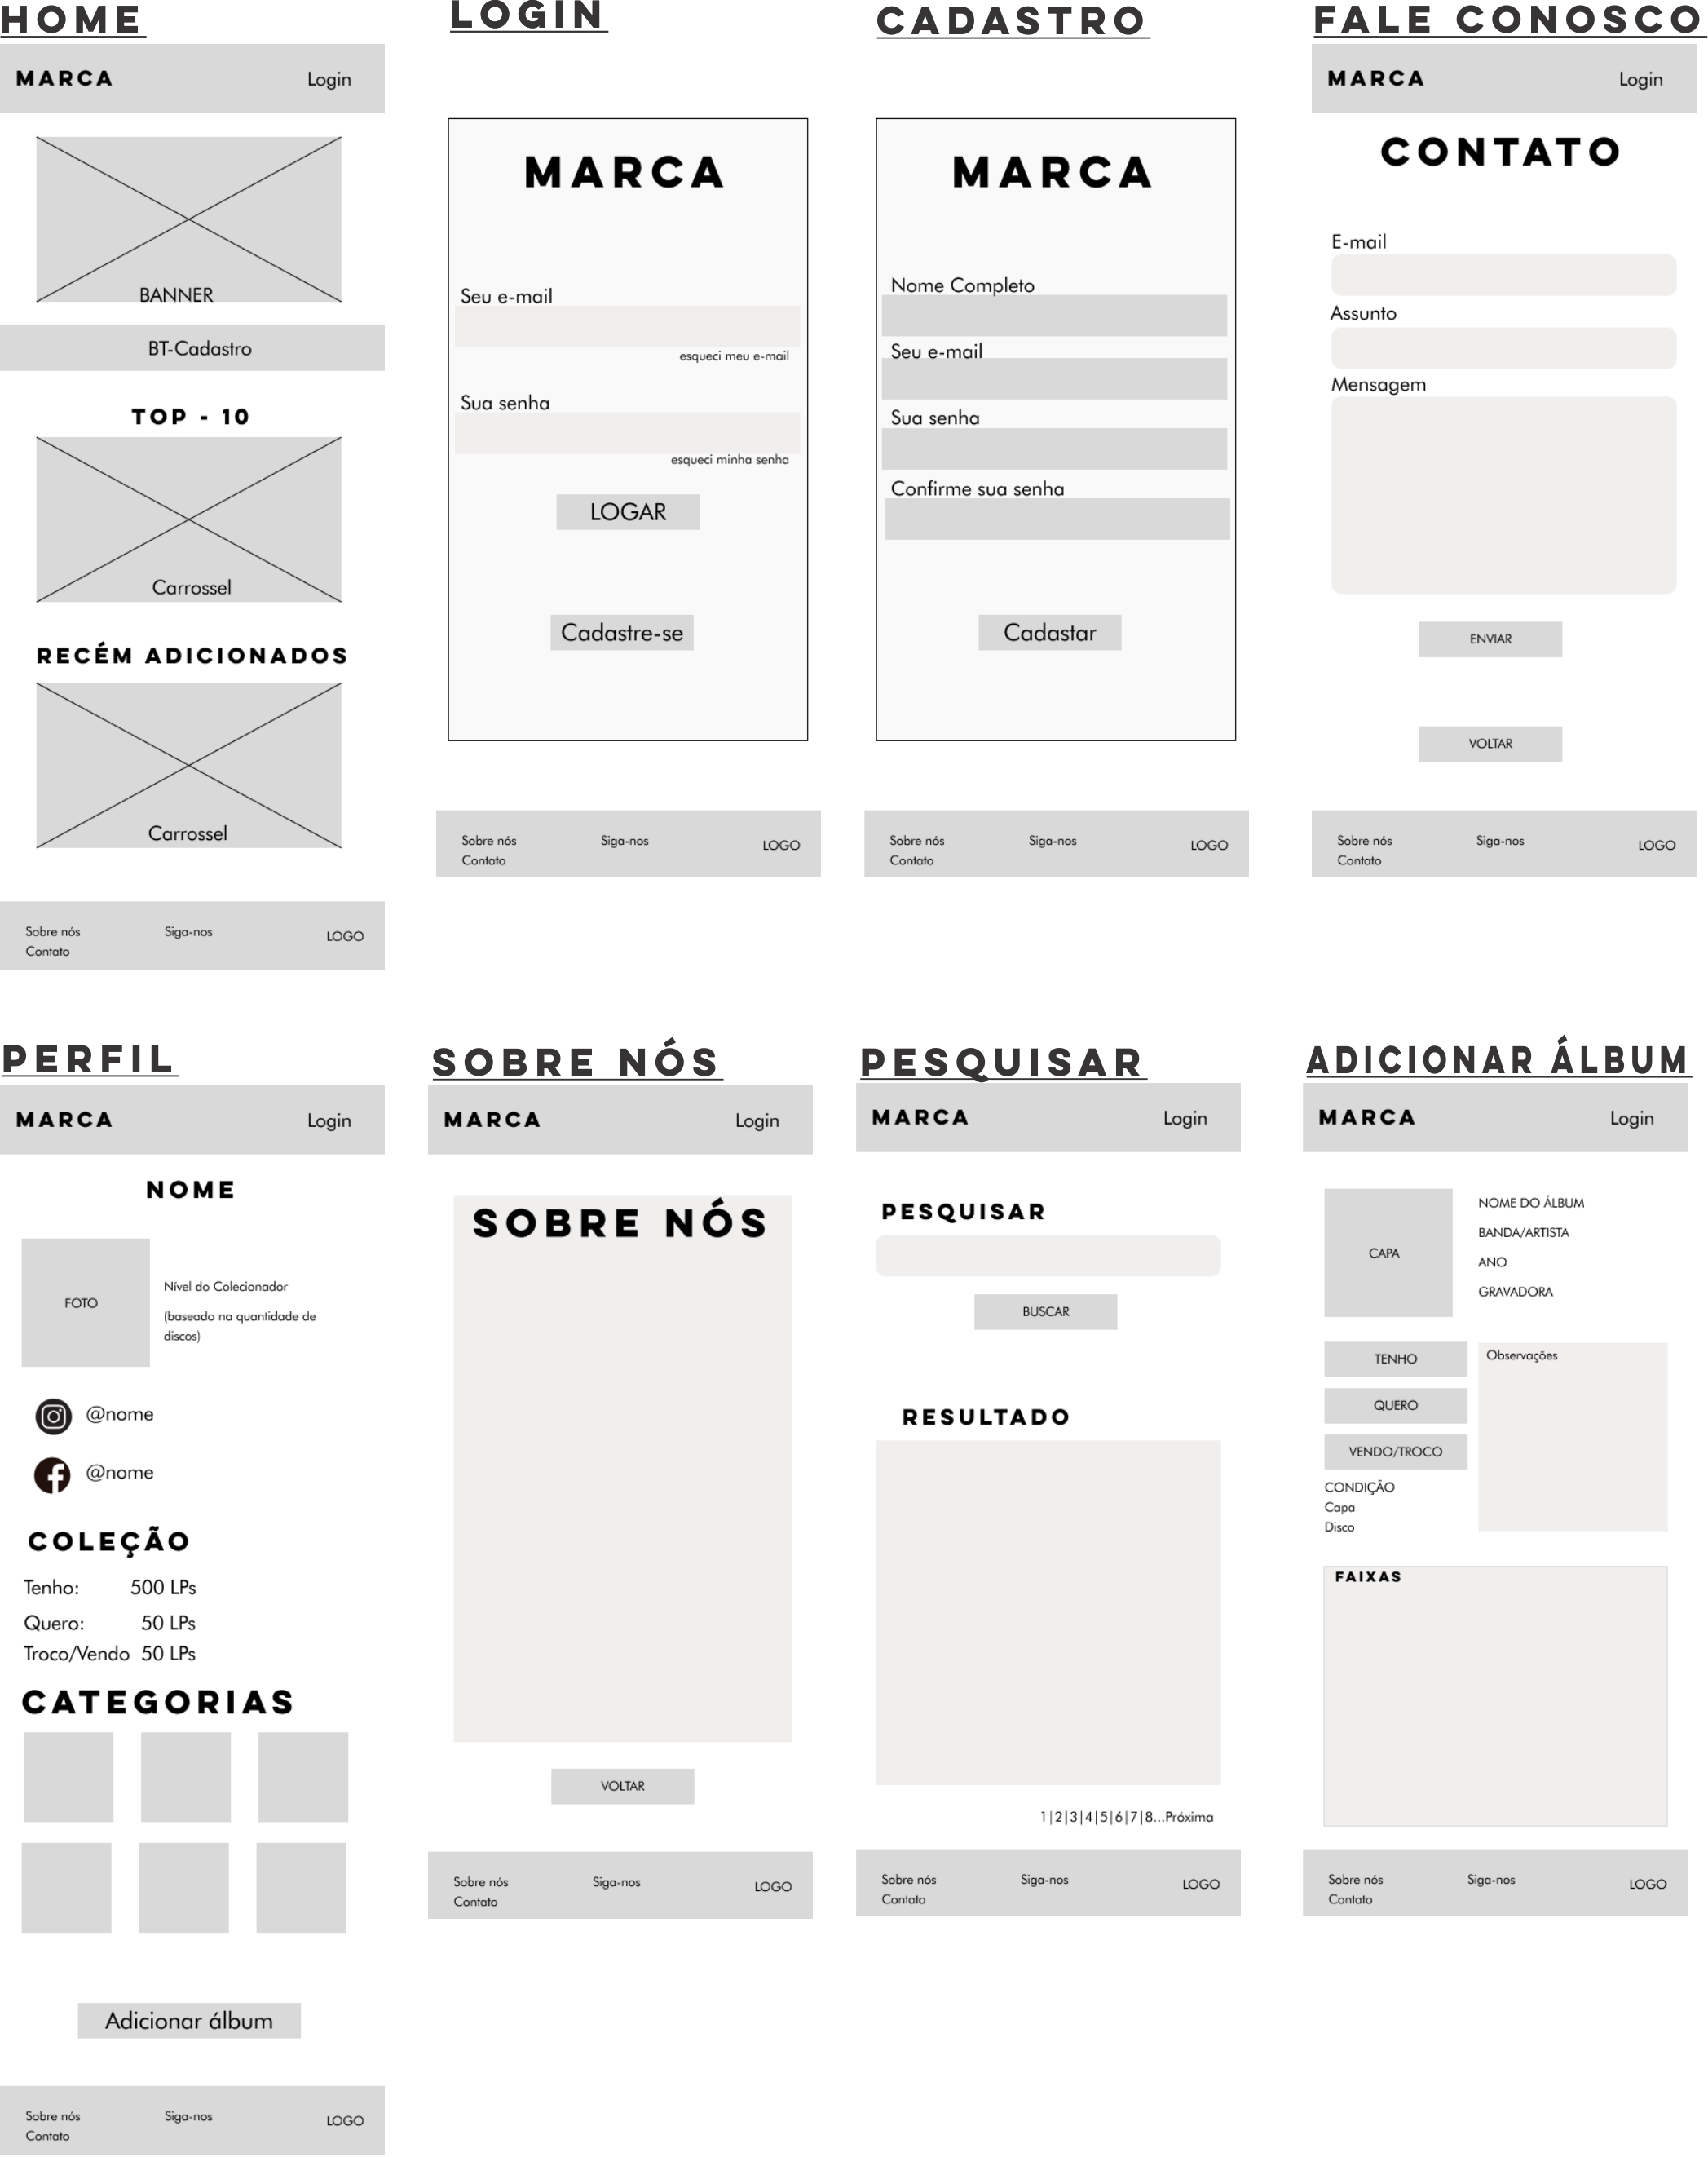 HOME
MARCA
Login
BANNER
BT-Cadastro
TOP - 10
Carrossel
RECÉM ADICIONADOS
Carrossel
Sobre nós
Siga-nos
LOGO
Contato
LOGIN
MARCA
Seu e-mail
esqueci meu e-mail
Sua senha
esqueci minha senha
LOGAR
Cadastre-se
Sobre nós
Siga-nos
LOGO
Contato
CADASTRO
MARCA
Nome Completo
Seu e-mail
Sua senha
Confirme sua senha
Cadastar
Sobre nós
Siga-nos
LOGO
Contato
FALE CONOSCO
MARCA
Login
CONTATO
E-mail
Assunto
Mensagem
ENVIAR
VOLTAR
Sobre nós
Siga-nos
LOGO
Contato
PERFIL
MARCA
Login
NOME
FOTO
Nível do Colecionador
(baseado na quantidade de
discos)
@nome
@nome
COLEÇÃO
Tenho: 500 LPs
Quero: 50 LPs
Troco/Vendo 50 LPs
CATEGORIAS
Adicionar álbum
Sobre nós
Siga-nos
LOGO
Contato
SOBRE NÓS
MARCA
Login
SOBRE NÓS
VOLTAR
Sobre nós
Siga-nos
LOGO
Contato
PESQUISAR
MARCA
Login
PESQUISAR
BUSCAR
RESULTADO
1|2|3|4|5|6|7|8...Próxima
Sobre nós
Siga-nos
LOGO
Contato
ADICIONAR ÁLBUM
MARCA
Login
CAPA
NOME DO ÁLBUM
BANDA/ARTISTA
ANO
GRAVADORA
TENHO
QUERO
VENDO/TROCO
CONDIÇÃO
Capa
Disco
Observações
FAIXAS
Sobre nós
Siga-nos
LOGO
Contato